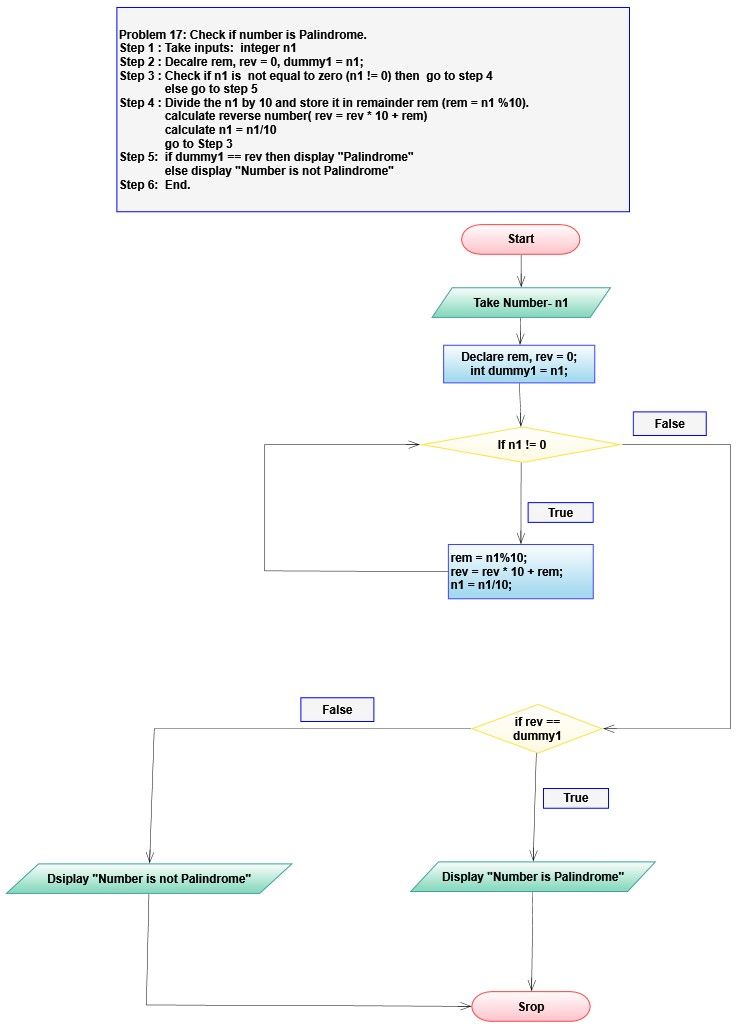 Problem 17: Check if number is Palindrome.
Step 1 : Take inputs:  integer n1
Step 2 : Decalre rem, rev = 0, dummy1 = n1;
Step 3 : Check if n1 is  not equal to zero (n1 != 0) then  go to step 4
else go to step 5
Step 4 : Divide the n1 by 10 and store it in remainder rem (rem = n1 %10).
calculate reverse number( rev = rev * 10 + rem)
calculate n1 = n1/10
go to Step 3
Step 5:  if dummy1 == rev then display "Palindrome"
else display "Number is not Palindrome"
Step 6:  End.
Start
Take Number- n1
Declare rem, rev = 0;
int dummy1 = n1;
False
If n1 != 0
True
rem = n1%10;
rev = rev * 10 + rem;
n1 = n1/10;
False
if rev ==
dummy1
True
Dsiplay "Number is not Palindrome"
Display "Number is Palindrome"
Srop